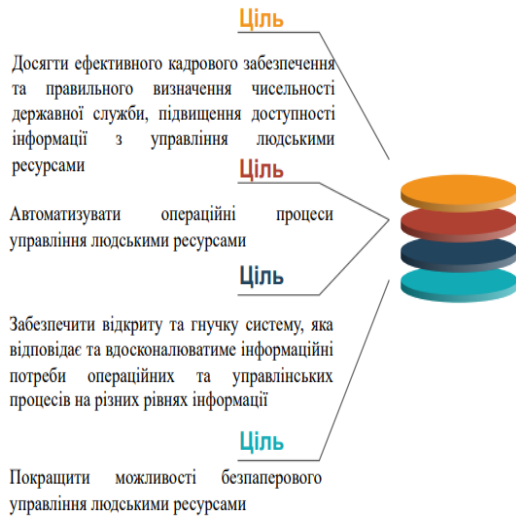 Ціль
Досягти ефективного кадрового забезпечення
та правильного визначення чисельності
державної служби, підвищення доступності
інформації з управління людськими
ресурсами
Ціль
Автоматизувати операційні процеси
управління людськими ресурсами
Ціль
Забезпечити відкриту та гнучку систему, яка
відповідає та вдосконалюватиме інформаційні
потреби операційних та управлінських
процесів на різних рівнях інформації
Ціль
Покращити можливості безпаперового
управління людськими ресурсами